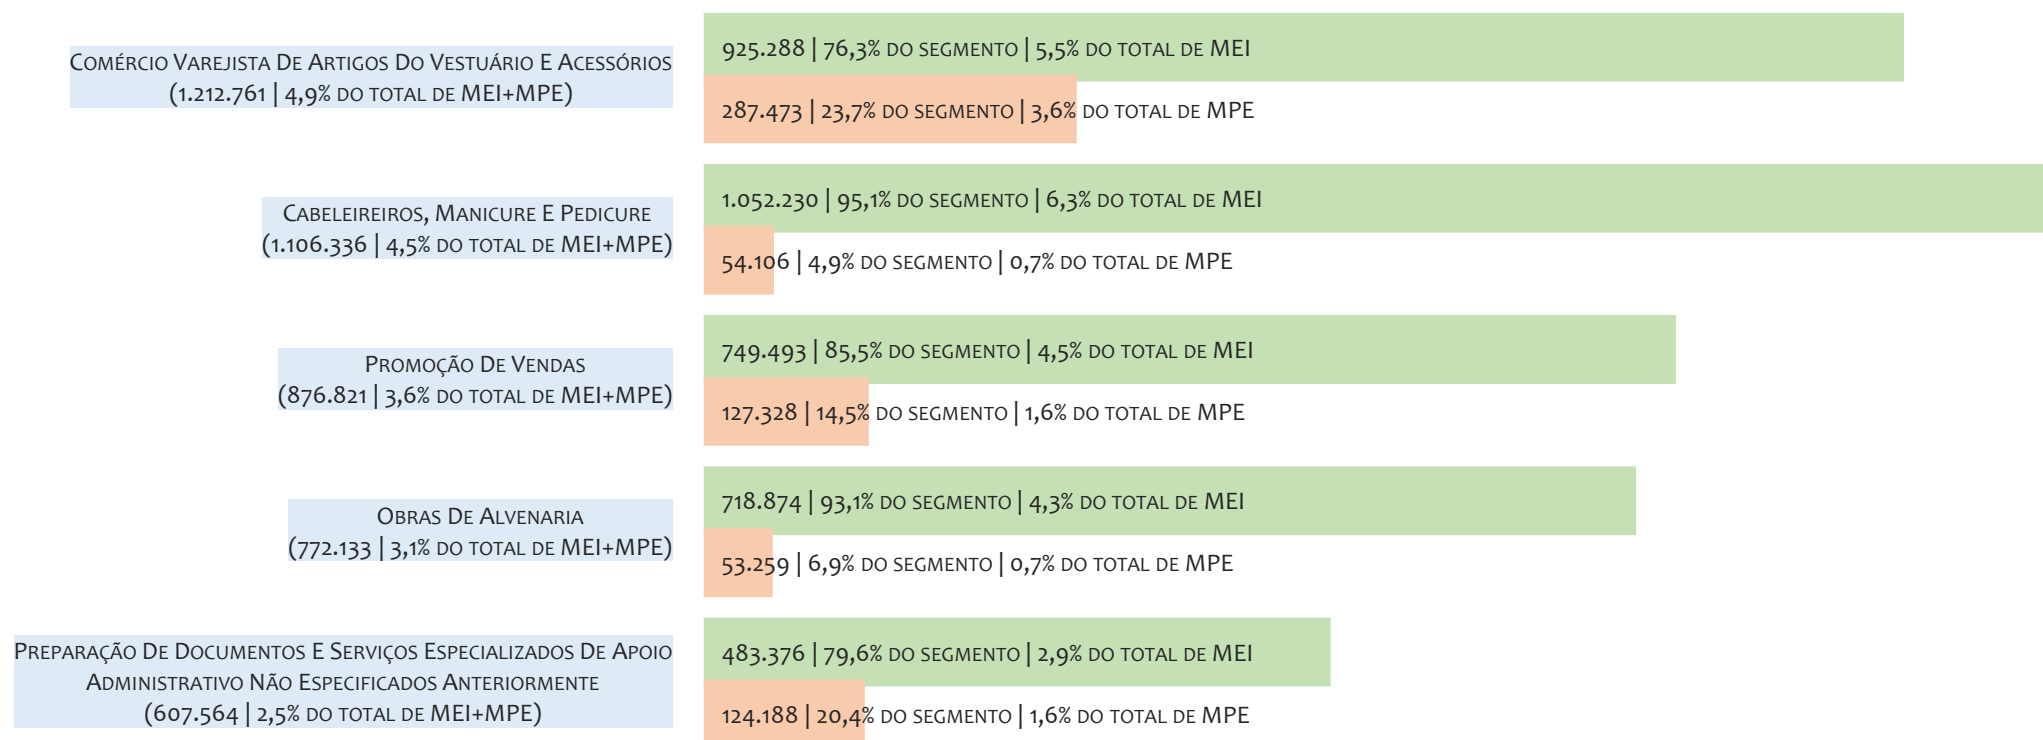 Comércio Varejista De Artigos Do Vestuário E Acessórios
(1.212.761 | 4,9% do total de MEI+MPE)
925.288 | 76,3% do segmento | 5,5% do total de MEI
287.473 | 23,7% do segmento | 3,6% do total de MPE
Cabeleireiros, Manicure E Pedicure
(1.106.336 | 4,5% do total de MEI+MPE)
1.052.230 | 95,1% do segmento | 6,3% do total de MEI
54.106 | 4,9% do segmento | 0,7% do total de MPE
Promoção De Vendas
(876.821 | 3,6% do total de MEI+MPE)
749.493 | 85,5% do segmento | 4,5% do total de MEI
127.328 | 14,5% do segmento | 1,6% do total de MPE
Obras De Alvenaria
(772.133 | 3,1% do total de MEI+MPE)
718.874 | 93,1% do segmento | 4,3% do total de MEI
53.259 | 6,9% do segmento | 0,7% do total de MPE
Preparação De Documentos E Serviços Especializados De Apoio
Administrativo Não Especificados Anteriormente
(607.564 | 2,5% do total de MEI+MPE)
483.376 | 79,6% do segmento | 2,9% do total de MEI
124.188 | 20,4% do segmento | 1,6% do total de MPE